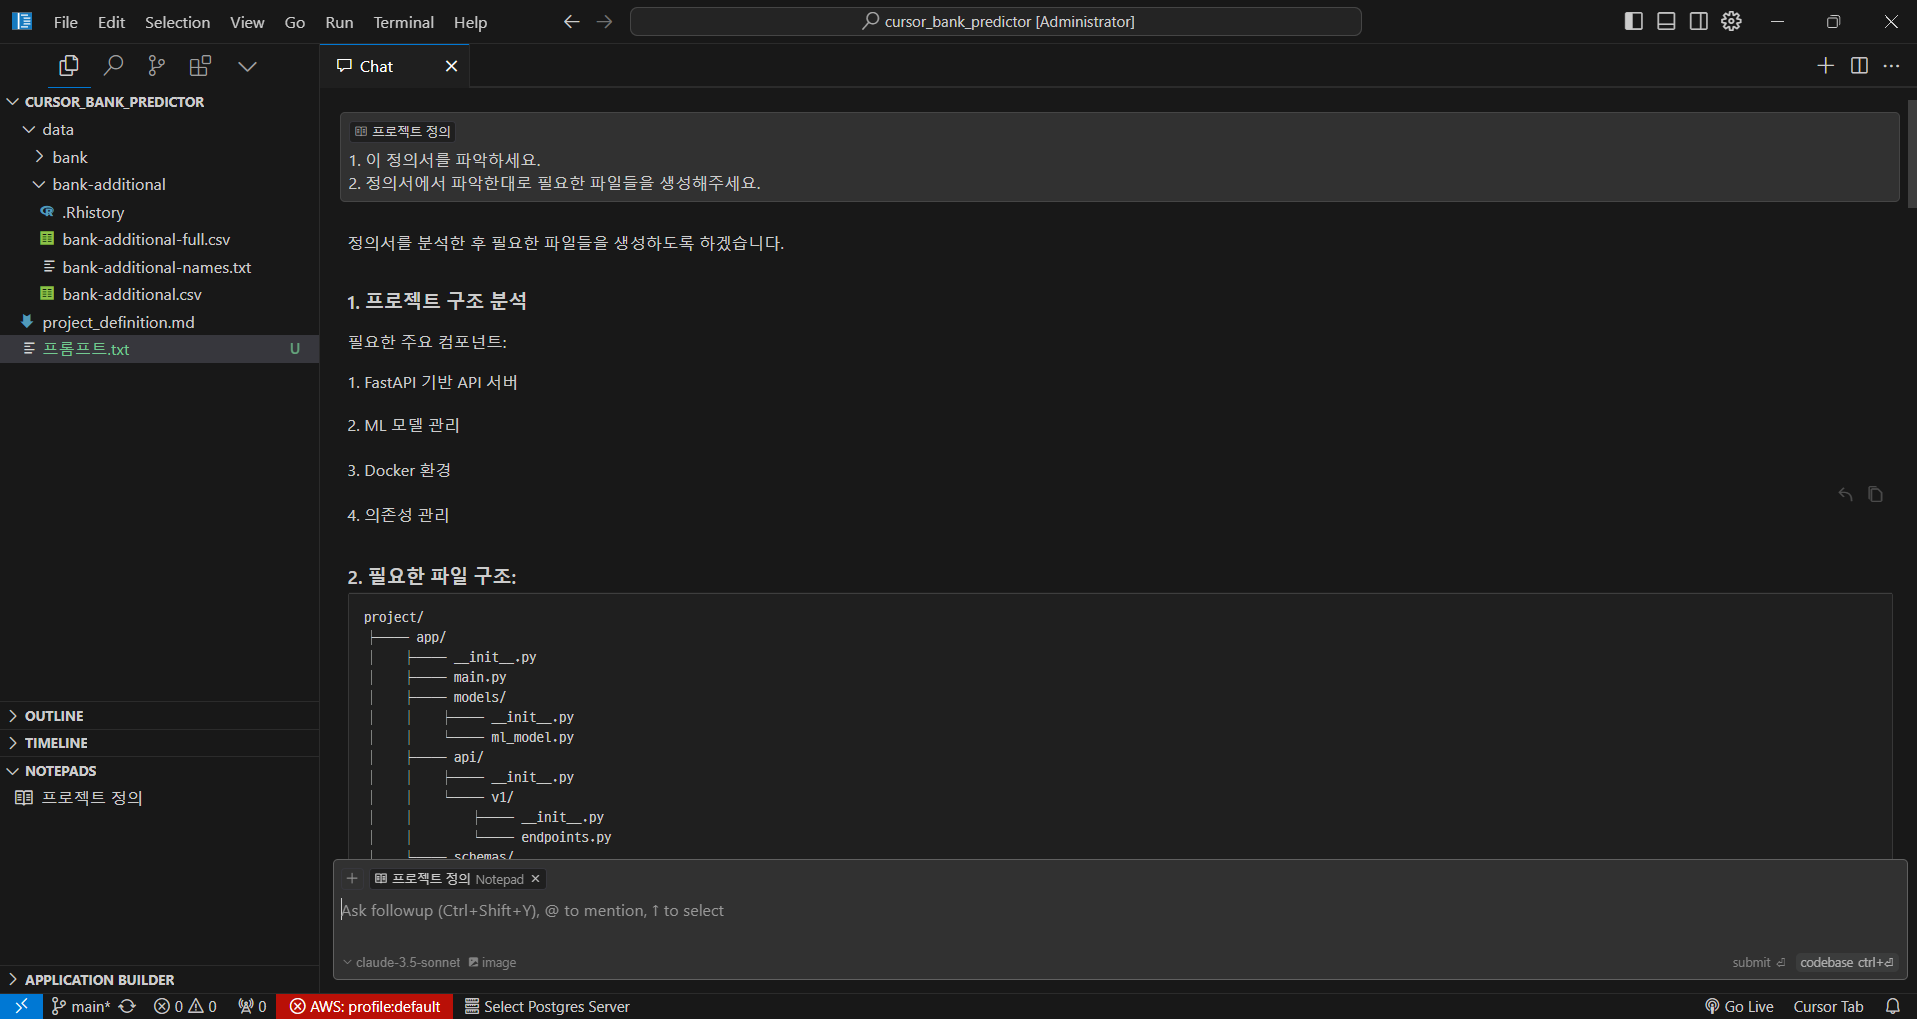 File Edit Selection View Go Run Terminal Help
cursor_bank_predictor [Administrator]
CURSOR_BANK_PREDICTOR
data
bank
bank-additional
.Rhistory
bank-additional-full.csv
bank-additional-names.txt
bank-additional.csv
project_definition.md
프롬프트.txt U
OUTLINE
TIMELINE
NOTEPADS
프로젝트 정의
APPLICATION BUILDER
Chat
프로젝트 정의
1. 이 정의서를 파악하세요.
2. 정의서에서 파악한대로 필요한 파일들을 생성해주세요.
정의서를 분석한 후 필요한 파일들을 생성하도록 하겠습니다.
1. 프로젝트 구조 분석
필요한 주요 컴포넌트:
1. FastAPI 기반 API 서버
2. ML 모델 관리
3. Docker 환경
4. 의존성 관리
2. 필요한 파일 구조:
project/
├── app/
│ ├── __init__.py
│ ├── main.py
│ ├── models/
│ │ ├── __init__.py
│ │ └── ml_model.py
│ ├── api/
│ │ ├── __init__.py
│ │ └── v1/
│ │ ├── __init__.py
│ │ └── endpoints.py
│ └── schemas/
프로젝트 정의 Notepad
Ask followup (Ctrl+Shift+Y), @ to mention, ↑ to select
claude-3.5-sonnet image
submit ⏎ codebase ctrl+⏎
main* 0 0 0 AWS: profile:default Select Postgres Server Go Live Cursor Tab